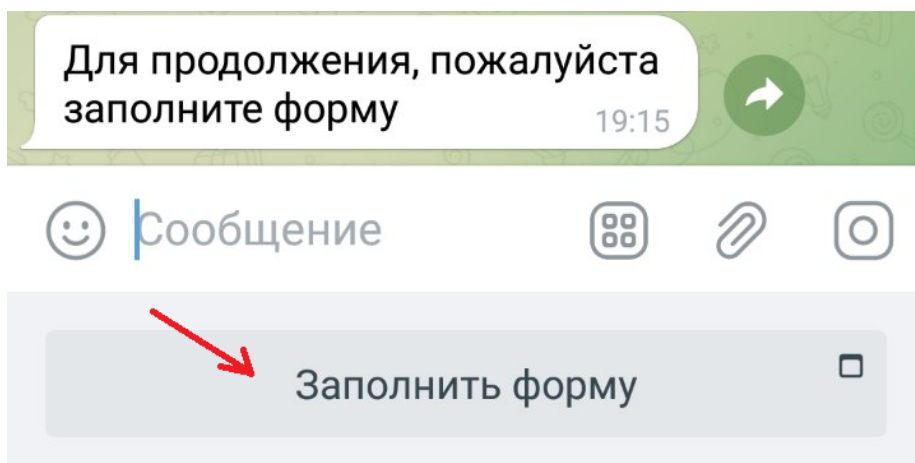 Для продолжения, пожалуйста
заполните форму
19:15
Сообщение
Заполнить форму